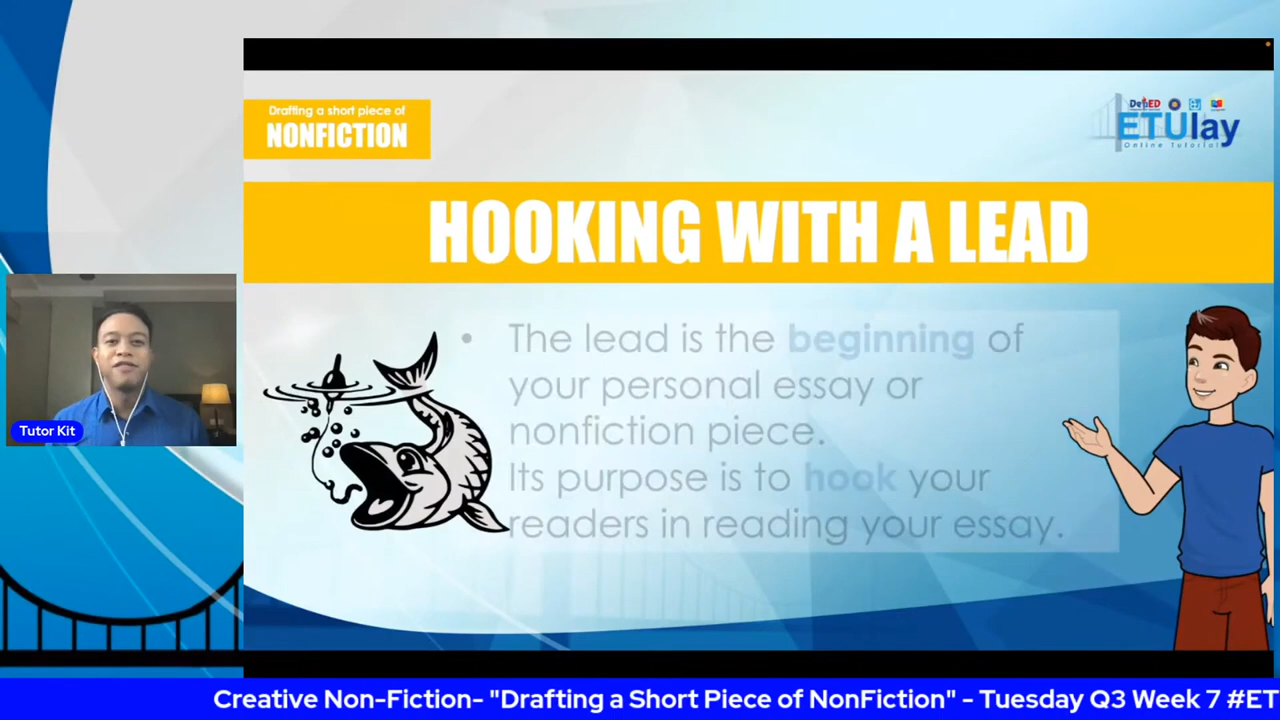 Drafting a short piece of
NONFICTION
DepED
ETUlay
Online Tutorial
HOOKING WITH A LEAD
• The lead is the beginning of
your personal essay or
nonfiction piece.
Its purpose is to hook your
readers in reading your essay.
Tutor Kit
Creative Non-Fiction- "Drafting a Short Piece of NonFiction" - Tuesday Q3 Week 7 #ET